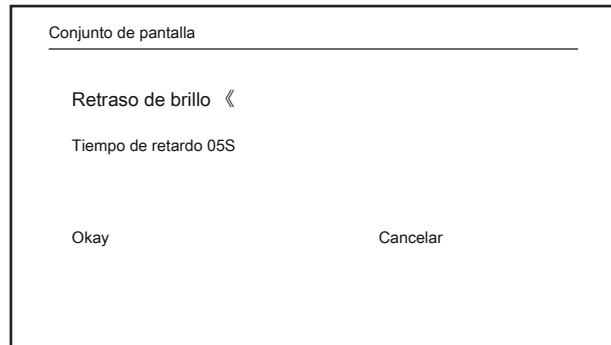 Conjunto de pantalla
Retraso de brillo 《
Tiempo de retardo 05S
Okay Cancelar